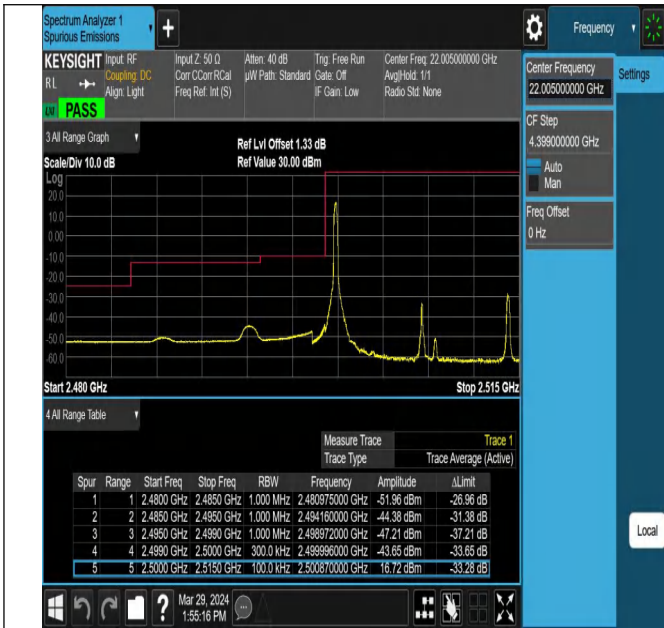 Spectrum Analyzer 1
Spurious Emissions
Frequency
KEYSIGHT
Input: RF
Coupling: DC
Align: Light
Input Z: 50 Ω
Corr CCorr RCal
Freq Ref: Int (S)
Atten: 40 dB
µW Path: Standard
Trig: Free Run
Gate: Off
IF Gain: Low
Center Freq: 22.005000000 GHz
Avg|Hold: 1/1
Radio Std: None
RL
PASS
Center Frequency
22.005000000 GHz
Settings
CF Step
4.399000000 GHz
Auto
Man
Freq Offset
0 Hz
3 All Range Graph
Ref Lvl Offset 1.33 dB
Scale/Div 10.0 dB
Ref Value 30.00 dBm
Log
20.0
10.0
0.00
-10.0
-20.0
-30.0
-40.0
-50.0
-60.0
Start 2.480 GHz
Stop 2.515 GHz
4 All Range Table
Measure Trace Trace 1
Trace Type Trace Average (Active)
Spur Range Start Freq Stop Freq RBW Frequency Amplitude ΔLimit
1 1 2.4800 GHz 2.4850 GHz 1.000 MHz 2.480975000 GHz -51.96 dBm -26.96 dB
2 2 2.4850 GHz 2.4950 GHz 1.000 MHz 2.494160000 GHz -44.38 dBm -31.38 dB
3 3 2.4950 GHz 2.4990 GHz 1.000 MHz 2.498972000 GHz -47.21 dBm -37.21 dB
4 4 2.4990 GHz 2.5000 GHz 300.0 kHz 2.499996000 GHz -43.65 dBm -33.65 dB
5 5 2.5000 GHz 2.5150 GHz 100.0 kHz 2.500870000 GHz 16.72 dBm -33.28 dB
Local
Mar 29, 2024
1:55:16 PM